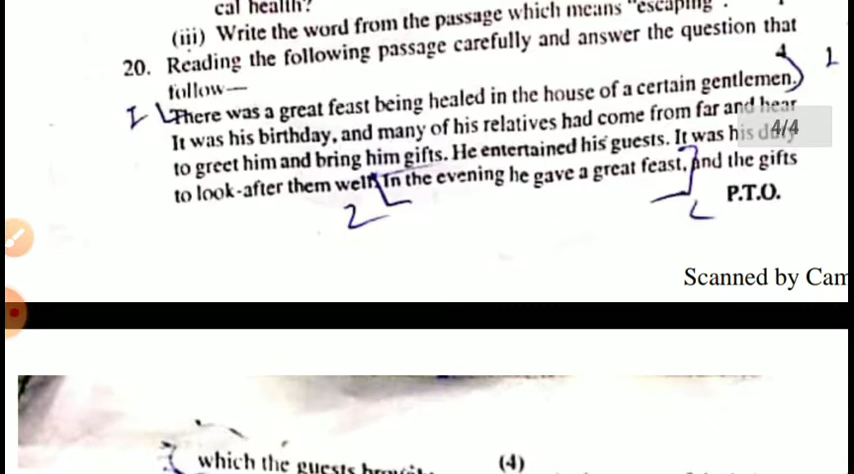 cal health?
(iii) Write the word from the passage which means "escaping".
20. Reading the following passage carefully and answer the question that
follow—
There was a great feast being healed in the house of a certain gentlemen.
It was his birthday, and many of his relatives had come from far and hear
to greet him and bring him gifts. He entertained his guests. It was his duty
4/4
to look-after them well. In the evening he gave a great feast, and the gifts
P.T.O.
Scanned by Cam
which the guests
(4)